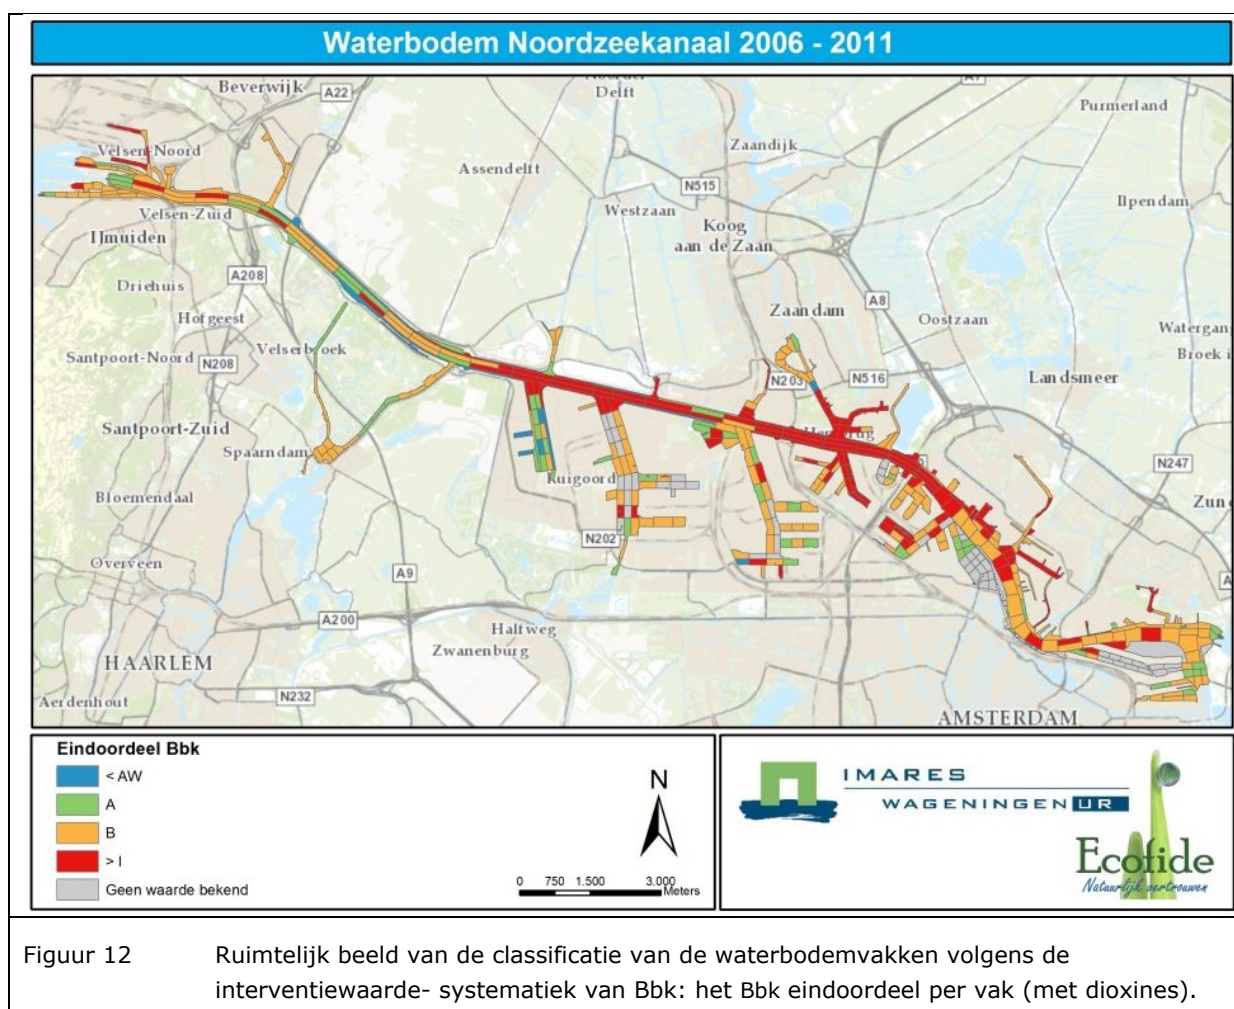 Waterbodem Noordzeekanaal 2006 - 2011
Beverwijk
A22
Delft
A7
Purmerland
Velsen-Noord
Zaandijk
Assendelft
N515
Ilpendam
Velsen-Zuid
Westzaan
Koog
aan de Zaan
IJmuiden
A208
Driehuis
A8
Hofgeest
Zaandam
Oostzaan
Watergan
Santpoort-Noord
N208
Velserbroek
Broek i
N203
N516
Landsmeer
Santpoort-Zuid
Spaarndam
N247
Ruigoord
Bloemendaal
Zun
N202
Overveen
A9
A200
Halfweg
Zwanenburg
HAARLEM
N232
Aerdenhout
AMSTERDAM
Eindoordeel Bbk
< AW
A
B
> I
Geen waarde bekend
N
0 750 1.500 3.000
Meters
IMARES
WAGENINGEN UR
Ecofide
Natuurlijk vertrouwen
Figuur 12 Ruimtelijk beeld van de classificatie van de waterbodemvakken volgens de
interventiewaarde- systematiek van Bbk: het Bbk eindoordeel per vak (met dioxines).